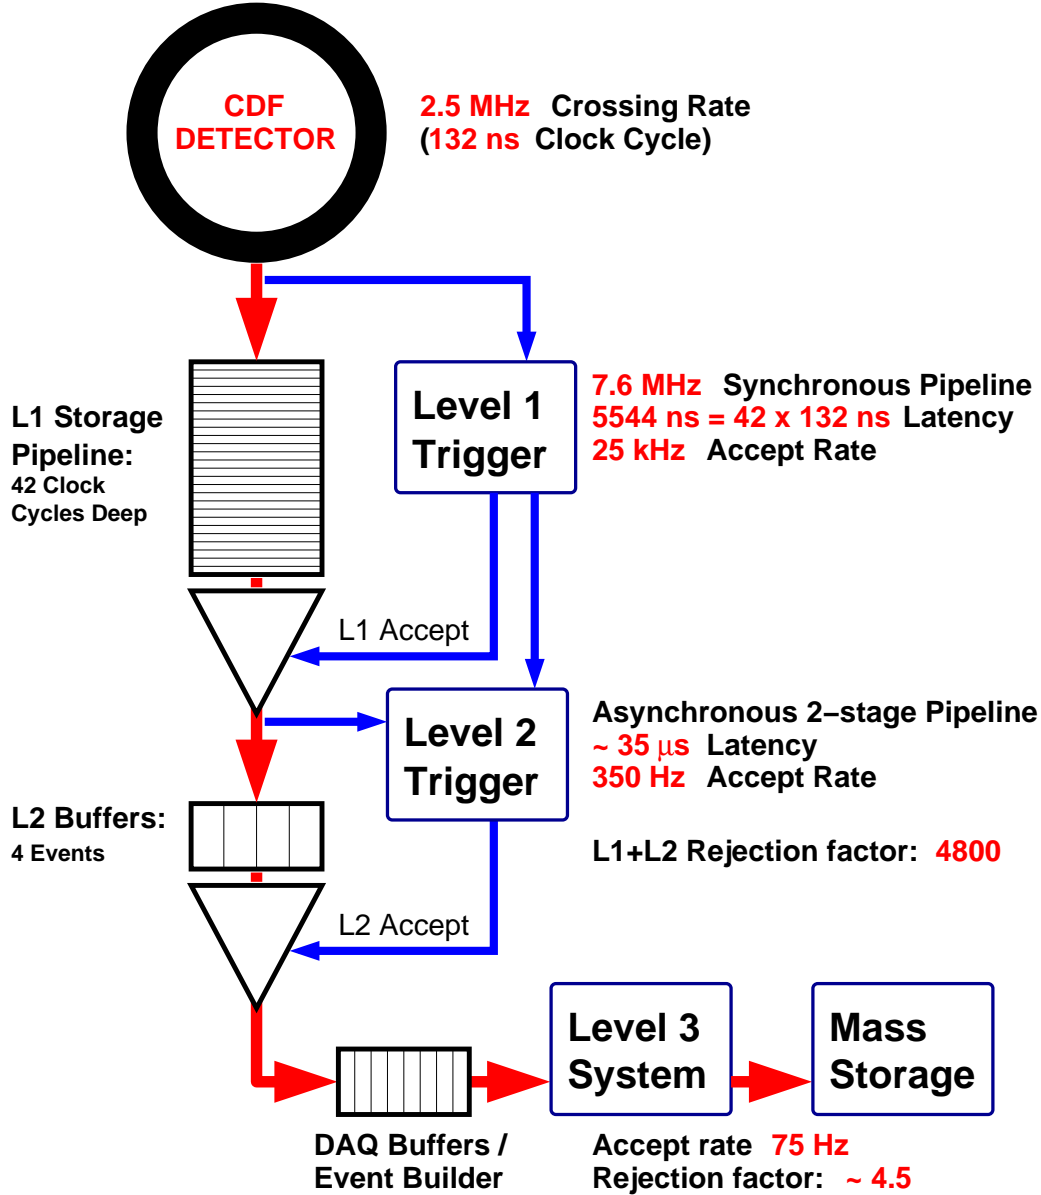 CDF
DETECTOR
2.5 MHz Crossing Rate
(132 ns Clock Cycle)
L1 Storage
Pipeline:
42 Clock
Cycles Deep
Level 1
Trigger
7.6 MHz Synchronous Pipeline
5544 ns = 42 x 132 ns Latency
25 kHz Accept Rate
L1 Accept
Level 2
Trigger
Asynchronous 2−stage Pipeline
~ 35 μs Latency
350 Hz Accept Rate
L2 Buffers:
4 Events
L1+L2 Rejection factor: 4800
L2 Accept
Level 3
System
Mass
Storage
DAQ Buffers /
Event Builder
Accept rate 75 Hz
Rejection factor: ~ 4.5